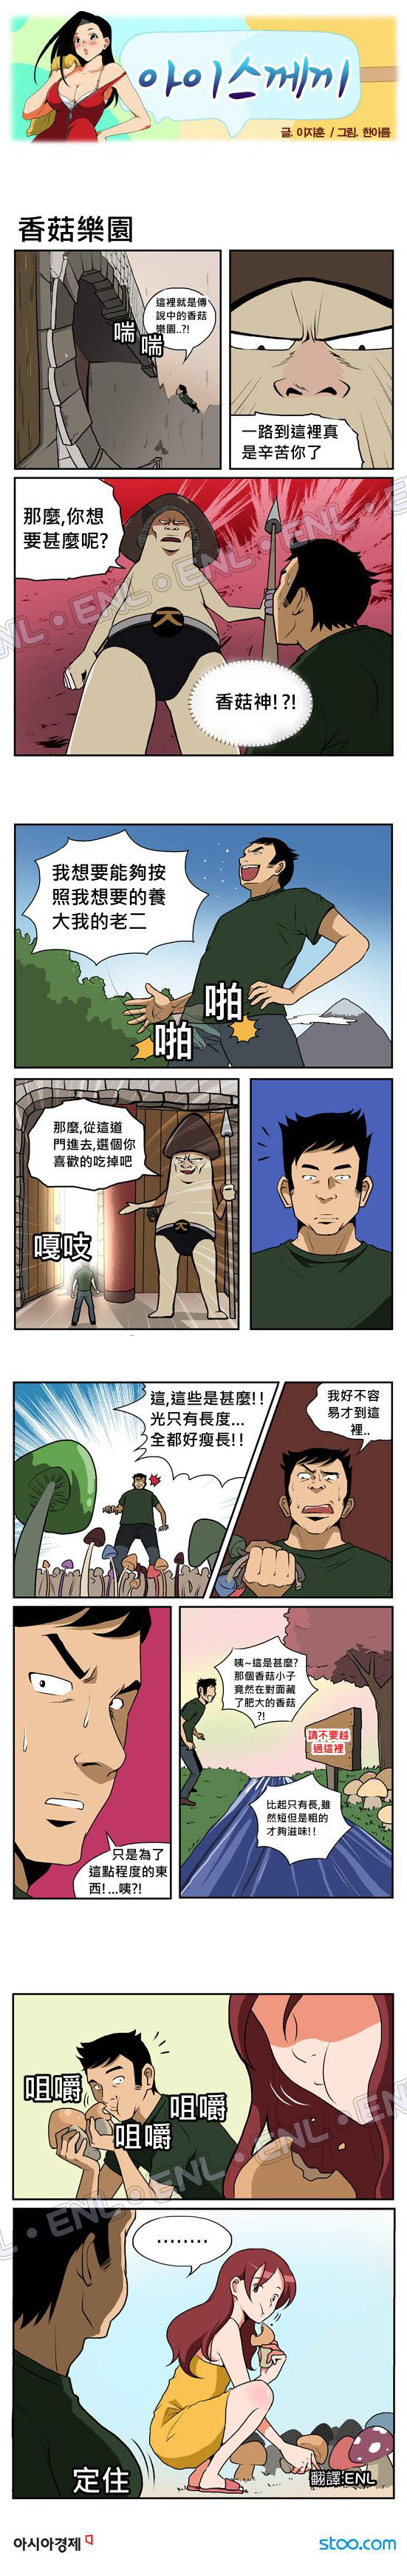 아이스께끼
글. 이지훈 / 그림. 한아름
香菇樂園
這裡就是傳
說中的香菇
樂園..?!
喘
喘
一路到這裡真
是辛苦你了
那麼,你想
要甚麼呢?
香菇神!?!
ENL • ENL • ENL • ENL • ENL
我想要能夠按
照我想要的養
大我的老二
啪
啪
那麼,從這道
門進去,選個你
喜歡的吃掉吧
嘎吱
這,這些是甚麼!!
光只有長度...
全都好瘦長!!
我好不容
易才到這
裡..
只是為了
這點程度的東
西!...咦?!
咦~這是甚麼?
那個香菇小子
竟然在對面藏
了肥大的香菇
?!
請不要越
過這裡
比起只有長,雖
然短但是粗的
才夠滋味!!
咀嚼
咀嚼
咀嚼
ENL • ENL • ENL • ENL • ENL
........
定住
翻譯:ENL
아시아경제
stoo.com